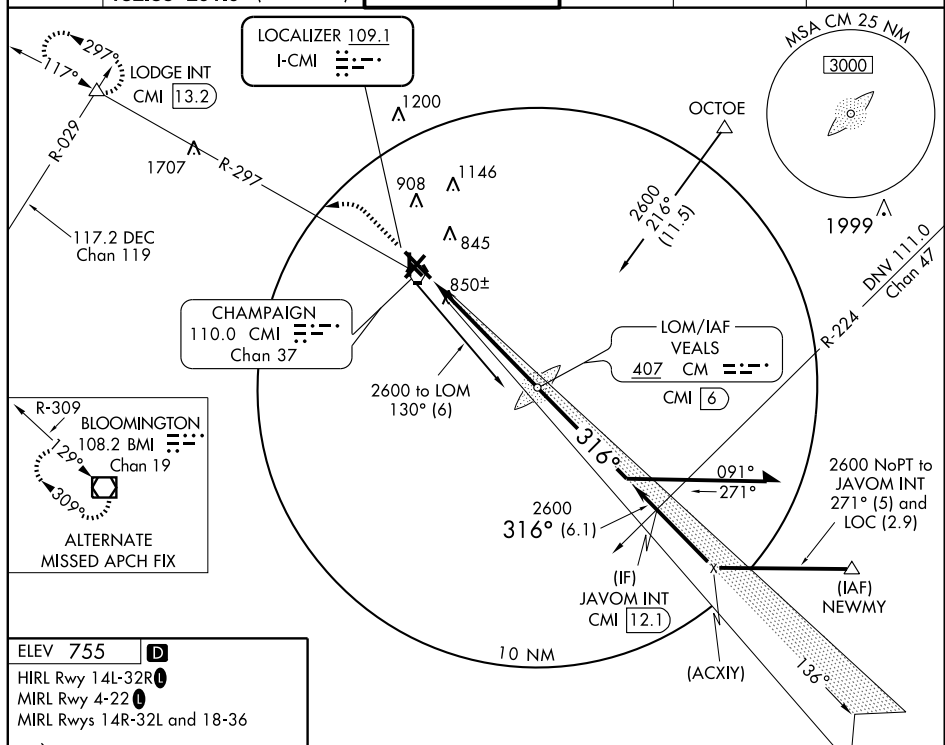 LOCALIZER 109.1
I-CMI
MSA CM 25 NM
3000
297°
117°
LODGE INT
CMI 13.2
1200
OCTOE
R-029
1707
R-297
908
1146
2600
216°
(11.5)
1999
845
117.2 DEC
Chan 119
DNV 111.0
Chan 47
850±
R-224
CHAMPAIGN
110.0 CMI
Chan 37
LOM/IAF
VEALS
407 CM
CMI 6
2600 to LOM
130° (6)
R-309
BLOOMINGTON
108.2 BMI
Chan 19
129°
309°
ALTERNATE
MISSED APCH FIX
316°
091°
271°
2600 NoPT to
JAVOM INT
271° (5) and
LOC (2.9)
2600
316° (6.1)
(IF)
JAVOM INT
CMI 12.1
X
(IAF)
NEWMY
10 NM
(ACXIY)
136°
ELEV 755 D
HIRL Rwy 14L-32R L
MIRL Rwy 4-22 L
MIRL Rwys 14R-32L and 18-36